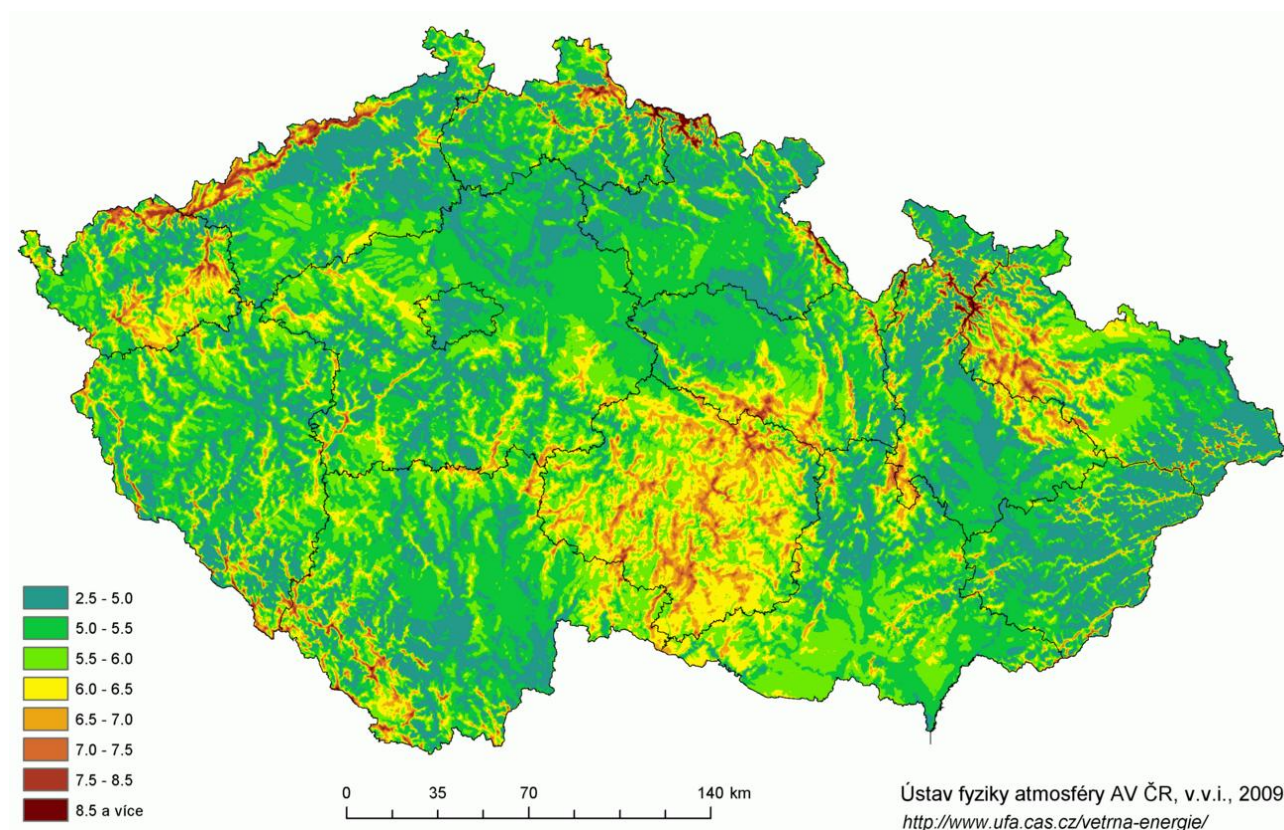 2.5 - 5.0
5.0 - 5.5
5.5 - 6.0
6.0 - 6.5
6.5 - 7.0
7.0 - 7.5
7.5 - 8.5
8.5 a více
0 35 70 140 km
Ústav fyziky atmosféry AV ČR, v.v.i., 2009
http://www.ufa.cas.cz/vetrna-energie/